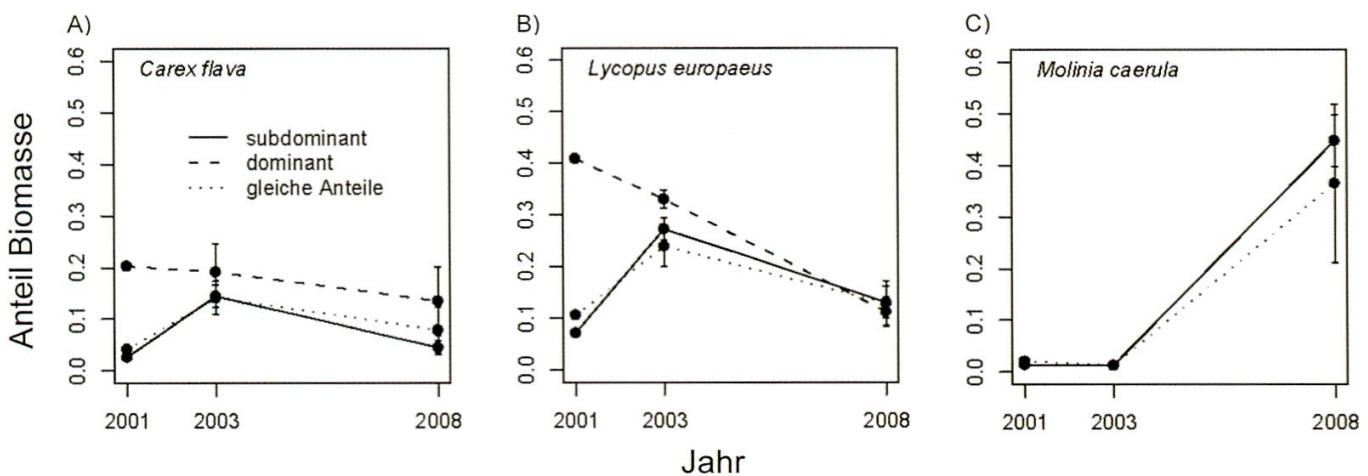 A)
Carex flava
subdominant
dominant
gleiche Anteile
0.0 0.1 0.2 0.3 0.4 0.5 0.6
2001 2003 2008
B)
Lycopus europaeus
0.0 0.1 0.2 0.3 0.4 0.5 0.6
2001 2003 2008
C)
Molinia caerula
0.0 0.1 0.2 0.3 0.4 0.5 0.6
2001 2003 2008
Anteil Biomasse
Jahr